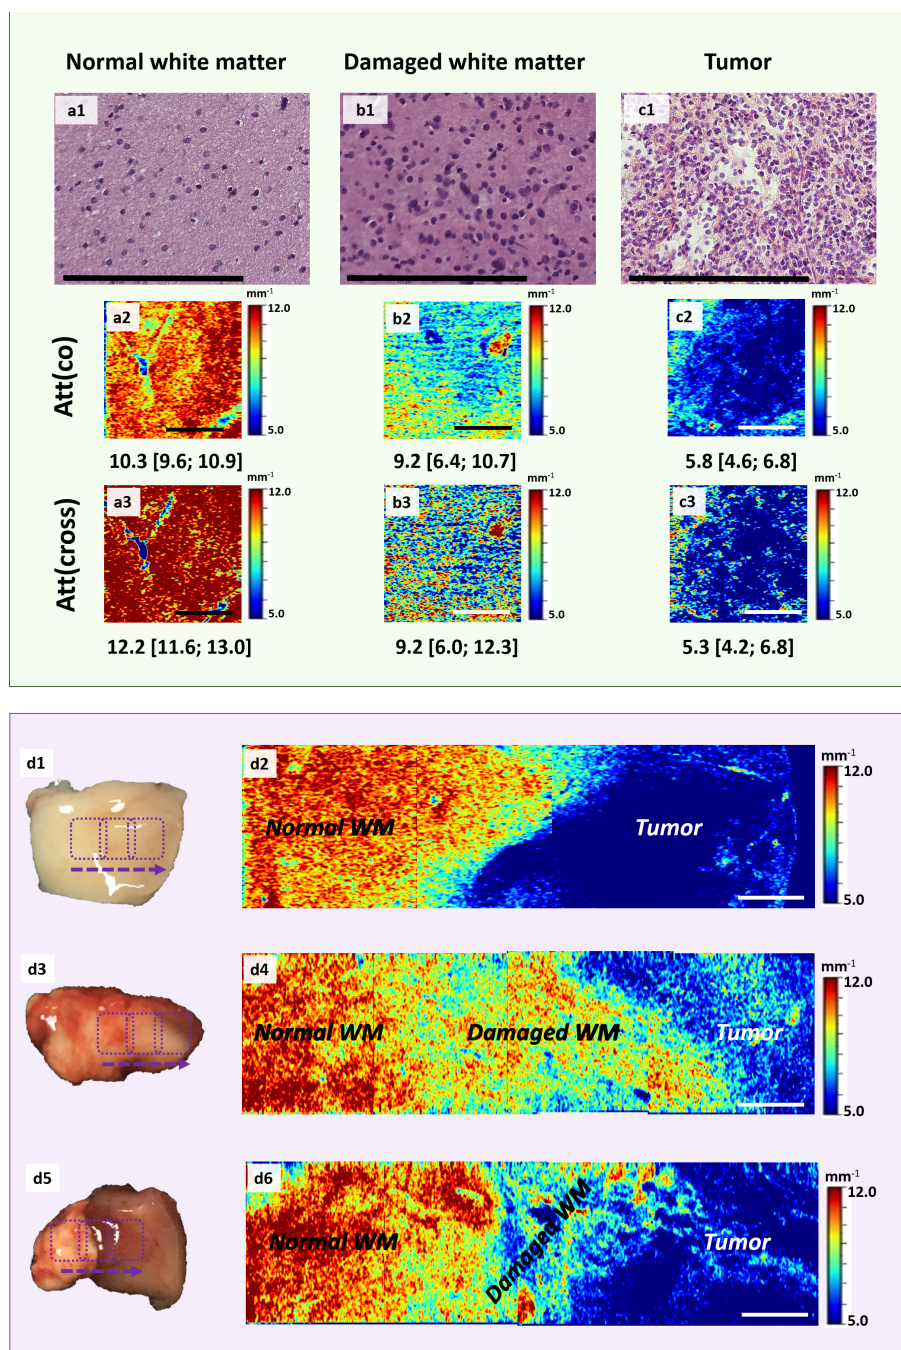 Normal white matter Damaged white matter Tumor
a1 b1 c1
mm-1 mm-1 mm-1
a2 12.0 b2 12.0 c2 12.0
Att(co)
5.0 5.0 5.0
10.3 [9.6; 10.9] 9.2 [6.4; 10.7] 5.8 [4.6; 6.8]
mm-1 mm-1 mm-1
a3 12.0 b3 12.0 c3 12.0
Att(cross)
5.0 5.0 5.0
12.2 [11.6; 13.0] 9.2 [6.0; 12.3] 5.3 [4.2; 6.8]
d1 d2 mm-1
12.0
Normal WM Tumor
5.0
d3 d4 mm-1
12.0
Normal WM Damaged WM Tumor
5.0
d5 d6 mm-1
12.0
Normal WM Damaged WM Tumor
5.0